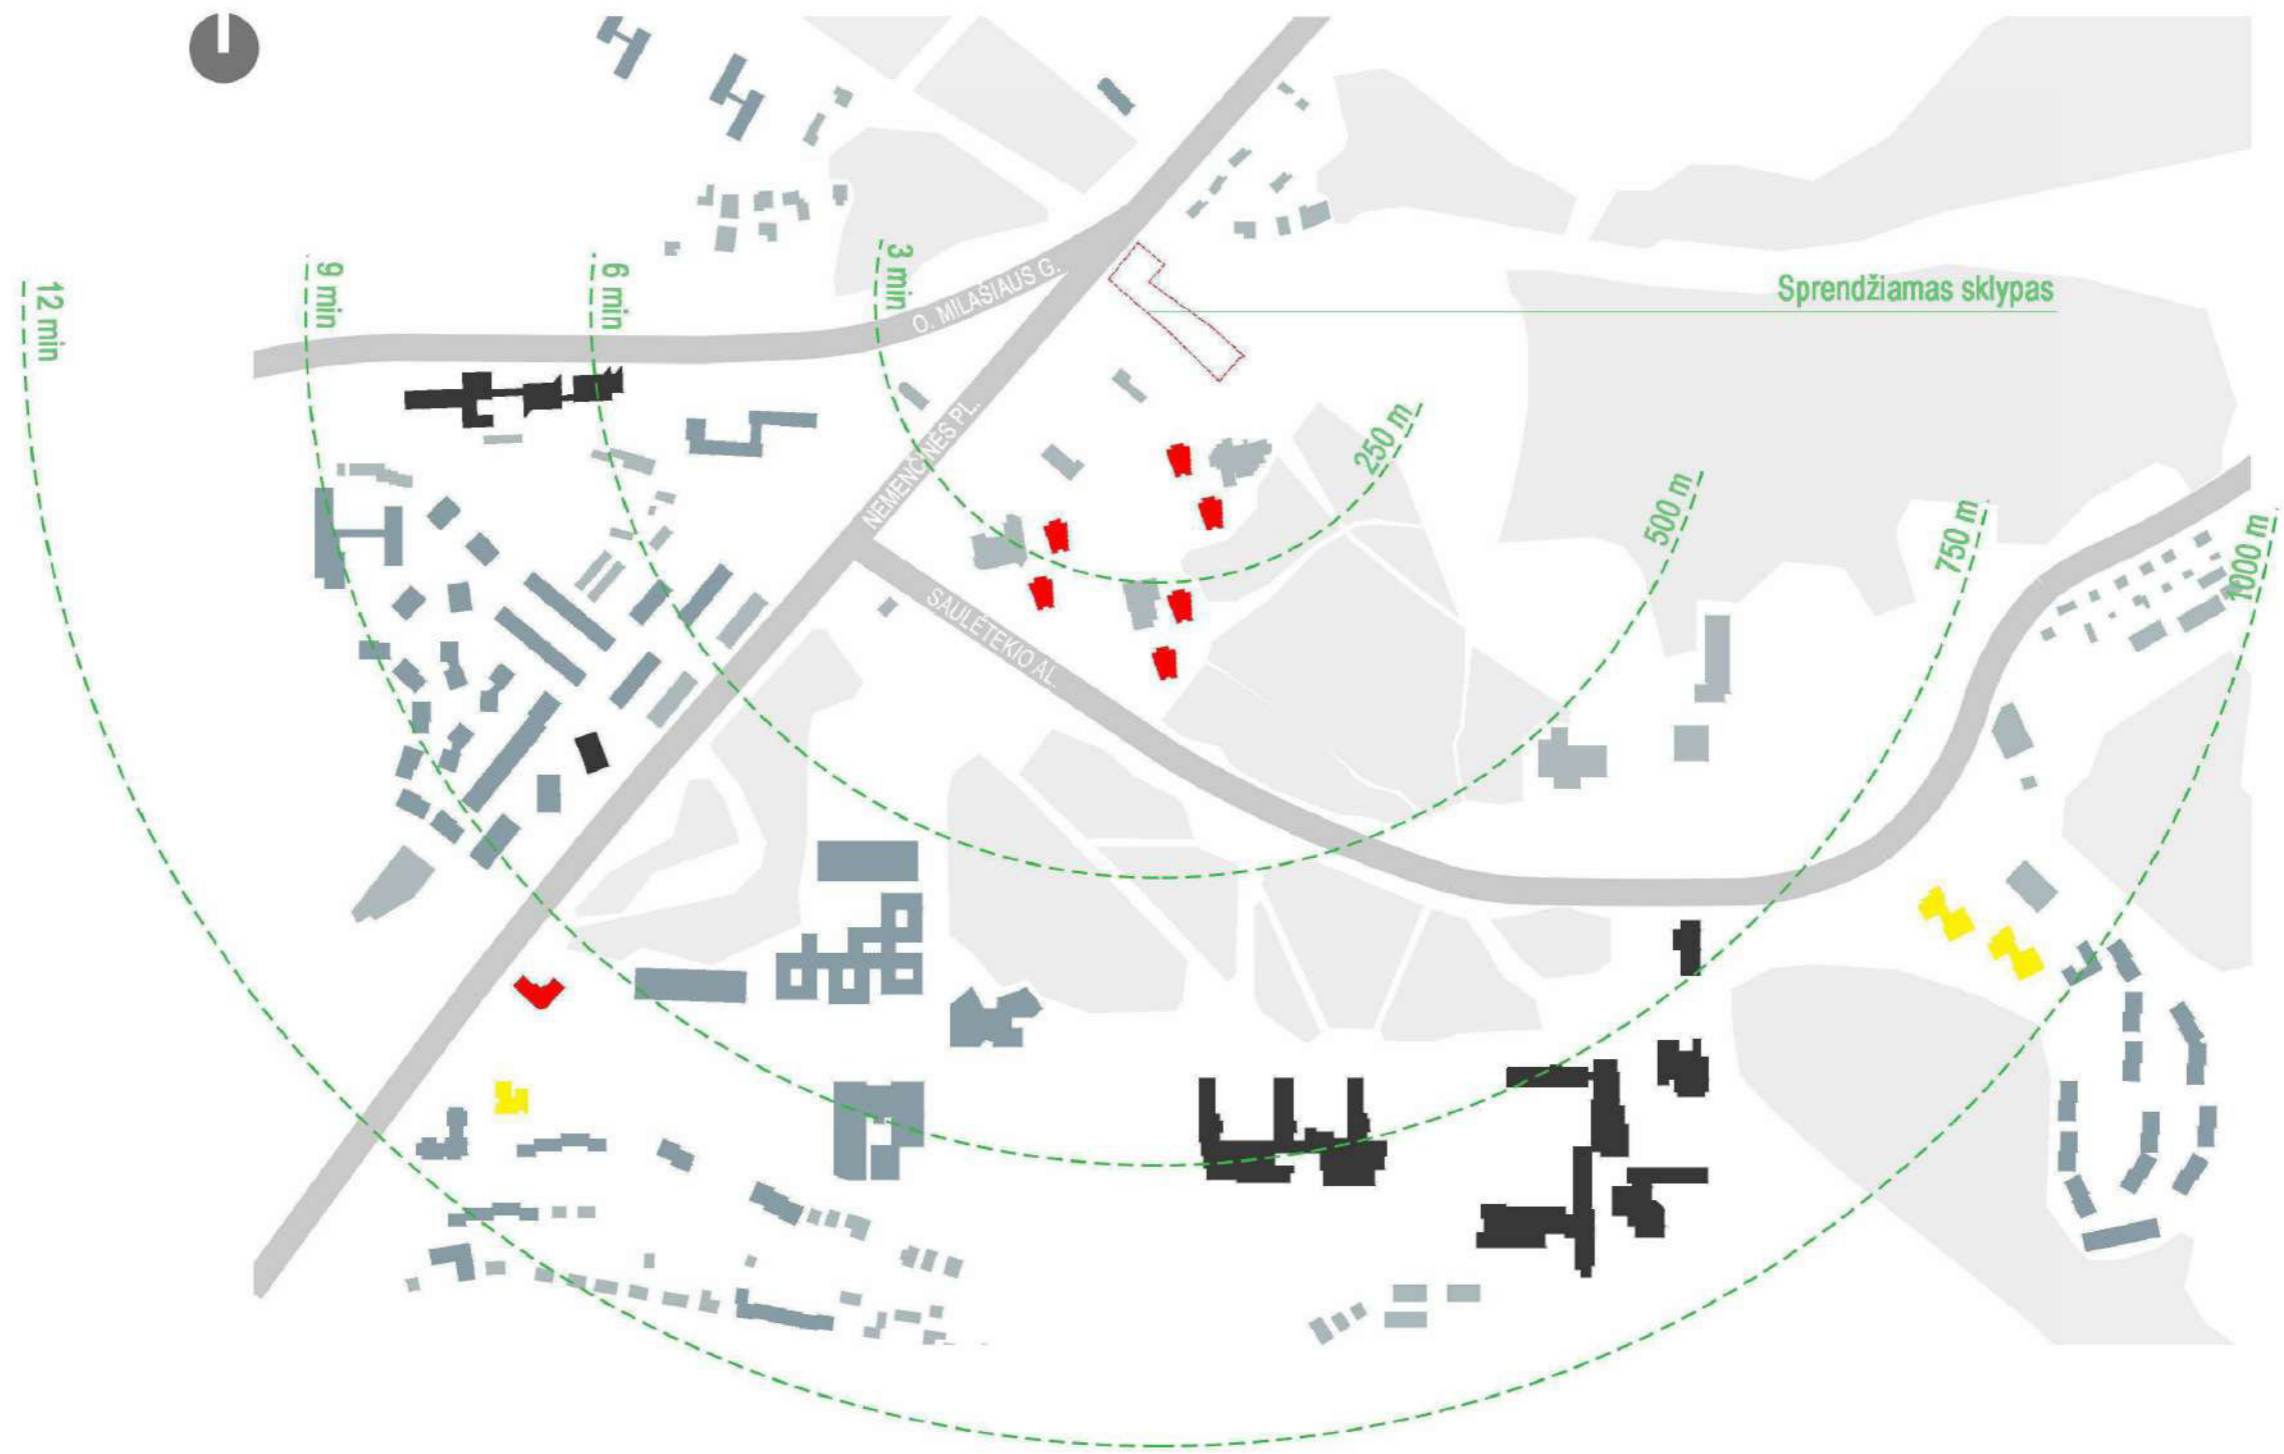 3 min
6 min
9 min
12 min
O. MILAŠIAUS G.
Sprendžiamas sklypas
NEMENČINĖS PL.
250 m
500 m
750 m
1000 m
SAULĖTEKIO AL.